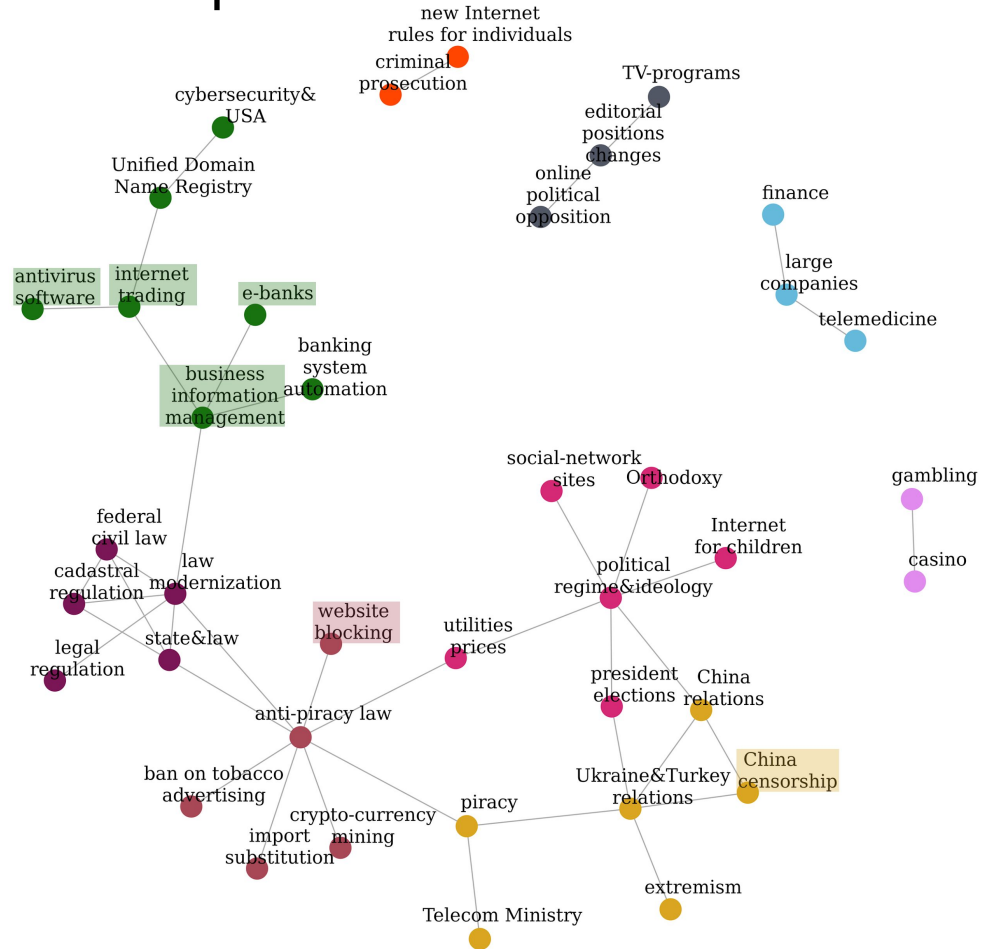 new Internet
rules for individuals
criminal
prosecution
TV-programs
cybersecurity&
USA
editorial
positions
changes
Unified Domain
Name Registry
online
political
opposition
finance
antivirus
software
internet
trading
e-banks
large
companies
telemedicine
banking
system
automation
business
information
management
social-network
sites
Orthodoxy
gambling
federal
civil law
Internet
for children
law
modernization
cadastral
regulation
political
regime&ideology
casino
website
blocking
utilities
prices
legal
regulation
state&law
president
elections
China
relations
anti-piracy law
China
censorship
ban on tobacco
advertising
Ukraine&Turkey
relations
piracy
crypto-currency
mining
import
substitution
extremism
Telecom Ministry